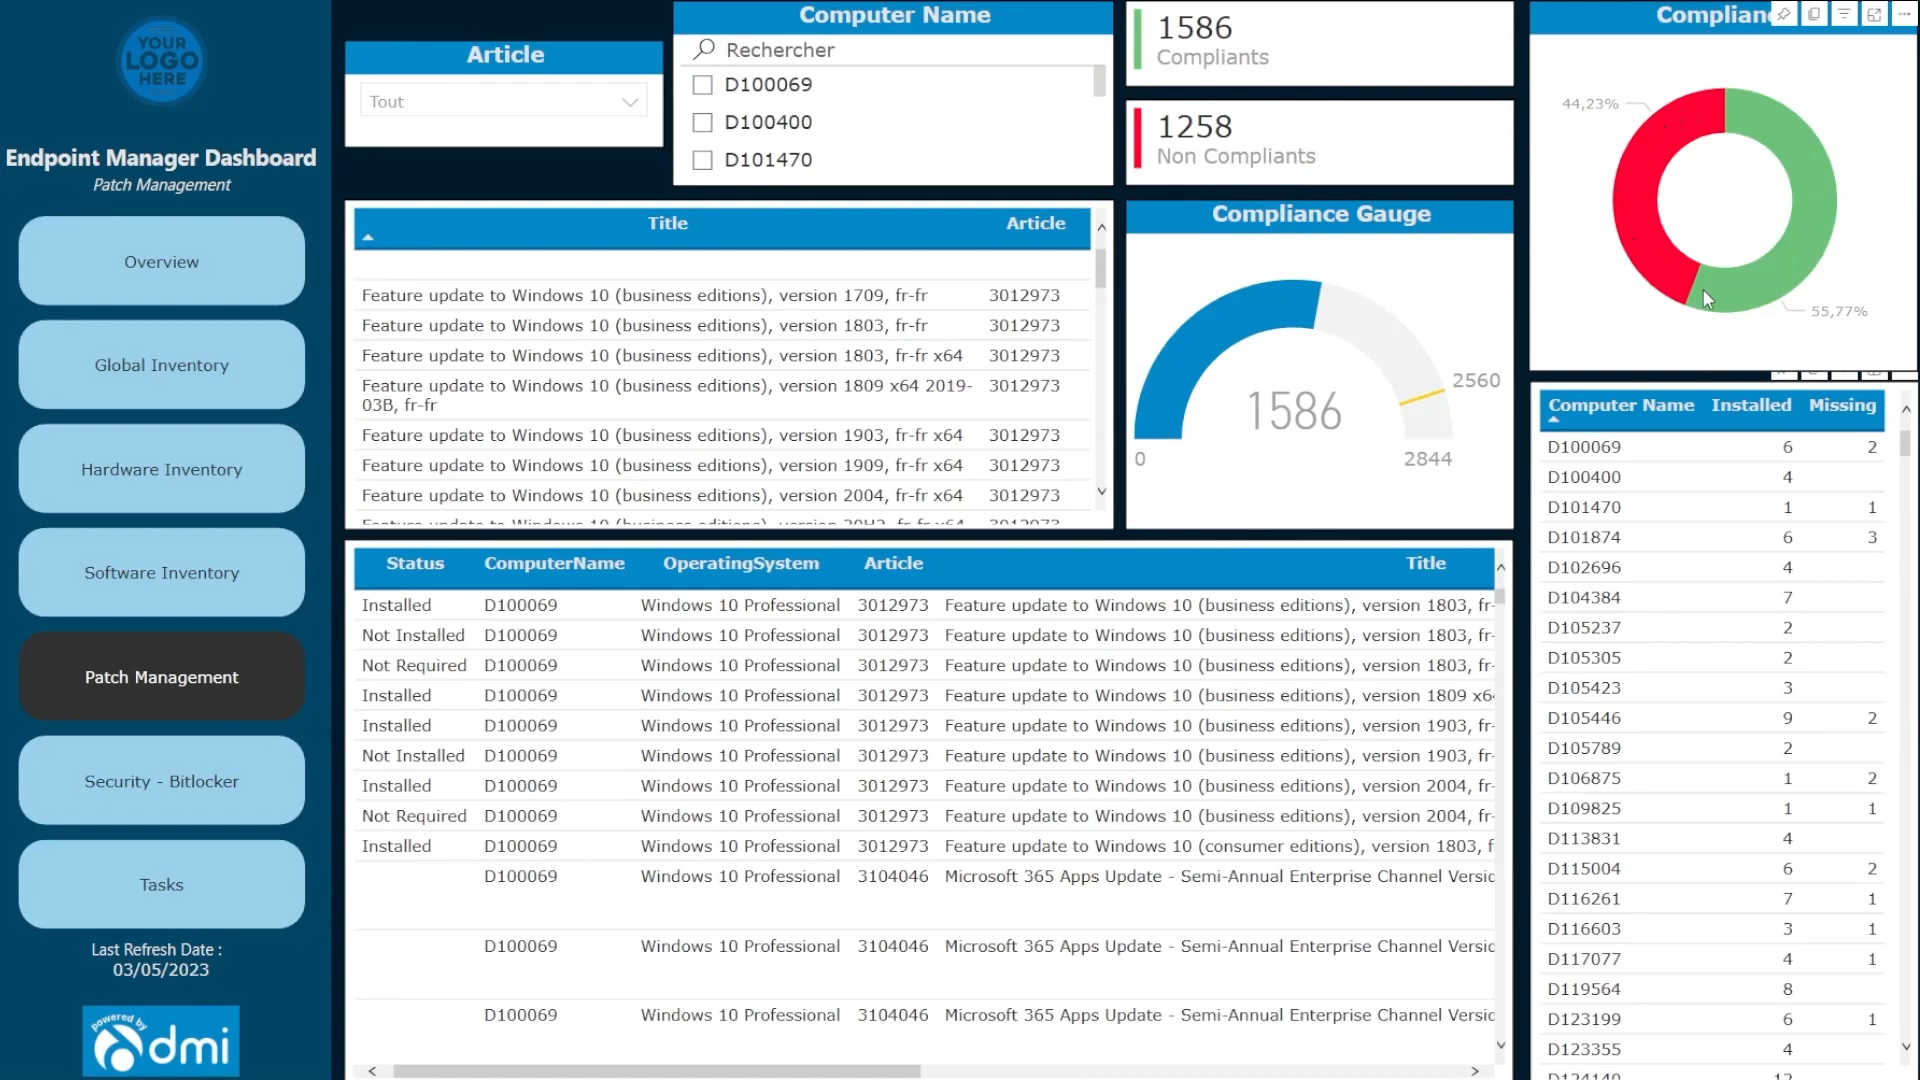 YOUR
LOGO
HERE
Endpoint Manager Dashboard
Patch Management
Overview
Global Inventory
Hardware Inventory
Software Inventory
Patch Management
Security - Bitlocker
Tasks
Last Refresh Date :
03/05/2023
powered by
dmi
Article
Tout
Computer Name
Rechercher
D100069
D100400
D101470
1586
Compliants
1258
Non Compliants
44,23%
55,77%
Title Article
Feature update to Windows 10 (business editions), version 1709, fr-fr 3012973
Feature update to Windows 10 (business editions), version 1803, fr-fr 3012973
Feature update to Windows 10 (business editions), version 1803, fr-fr x64 3012973
Feature update to Windows 10 (business editions), version 1809 x64 2019- 3012973
03B, fr-fr
Feature update to Windows 10 (business editions), version 1903, fr-fr x64 3012973
Feature update to Windows 10 (business editions), version 1909, fr-fr x64 3012973
Feature update to Windows 10 (business editions), version 2004, fr-fr x64 3012973
Compliance Gauge
1586
2560
0
2844
Status ComputerName OperatingSystem Article Title
Installed D100069 Windows 10 Professional 3012973 Feature update to Windows 10 (business editions), version 1803, fr-
Not Installed D100069 Windows 10 Professional 3012973 Feature update to Windows 10 (business editions), version 1803, fr-
Not Required D100069 Windows 10 Professional 3012973 Feature update to Windows 10 (business editions), version 1803, fr-
Installed D100069 Windows 10 Professional 3012973 Feature update to Windows 10 (business editions), version 1809 x64
Installed D100069 Windows 10 Professional 3012973 Feature update to Windows 10 (business editions), version 1903, fr-
Not Installed D100069 Windows 10 Professional 3012973 Feature update to Windows 10 (business editions), version 1903, fr-
Installed D100069 Windows 10 Professional 3012973 Feature update to Windows 10 (business editions), version 2004, fr-
Not Required D100069 Windows 10 Professional 3012973 Feature update to Windows 10 (business editions), version 2004, fr-
Installed D100069 Windows 10 Professional 3012973 Feature update to Windows 10 (consumer editions), version 1803, f
D100069 Windows 10 Professional 3104046 Microsoft 365 Apps Update - Semi-Annual Enterprise Channel Versio
D100069 Windows 10 Professional 3104046 Microsoft 365 Apps Update - Semi-Annual Enterprise Channel Versio
D100069 Windows 10 Professional 3104046 Microsoft 365 Apps Update - Semi-Annual Enterprise Channel Versio
Computer Name Installed Missing
D100069 6 2
D100400 4
D101470 1 1
D101874 6 3
D102696 4
D104384 7
D105237 2
D105305 2
D105423 3
D105446 9 2
D105789 2
D106875 1 2
D109825 1 1
D113831 4
D115004 6 2
D116261 7 1
D116603 3 1
D117077 4 1
D119564 8
D123199 6 1
D123355 4